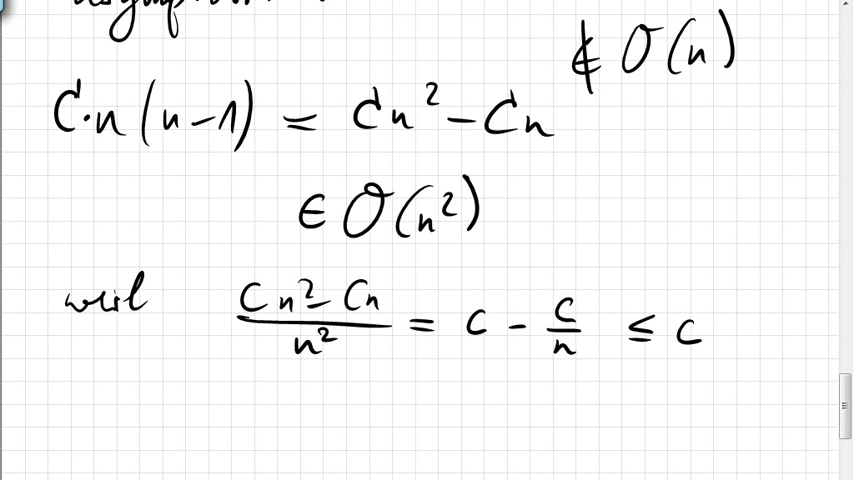 ∉ O(n)
C·n(n-1) = Cn² - Cn
∈ O(n²)
weil (Cn² - Cn)/n² = C - C/n ≤ C